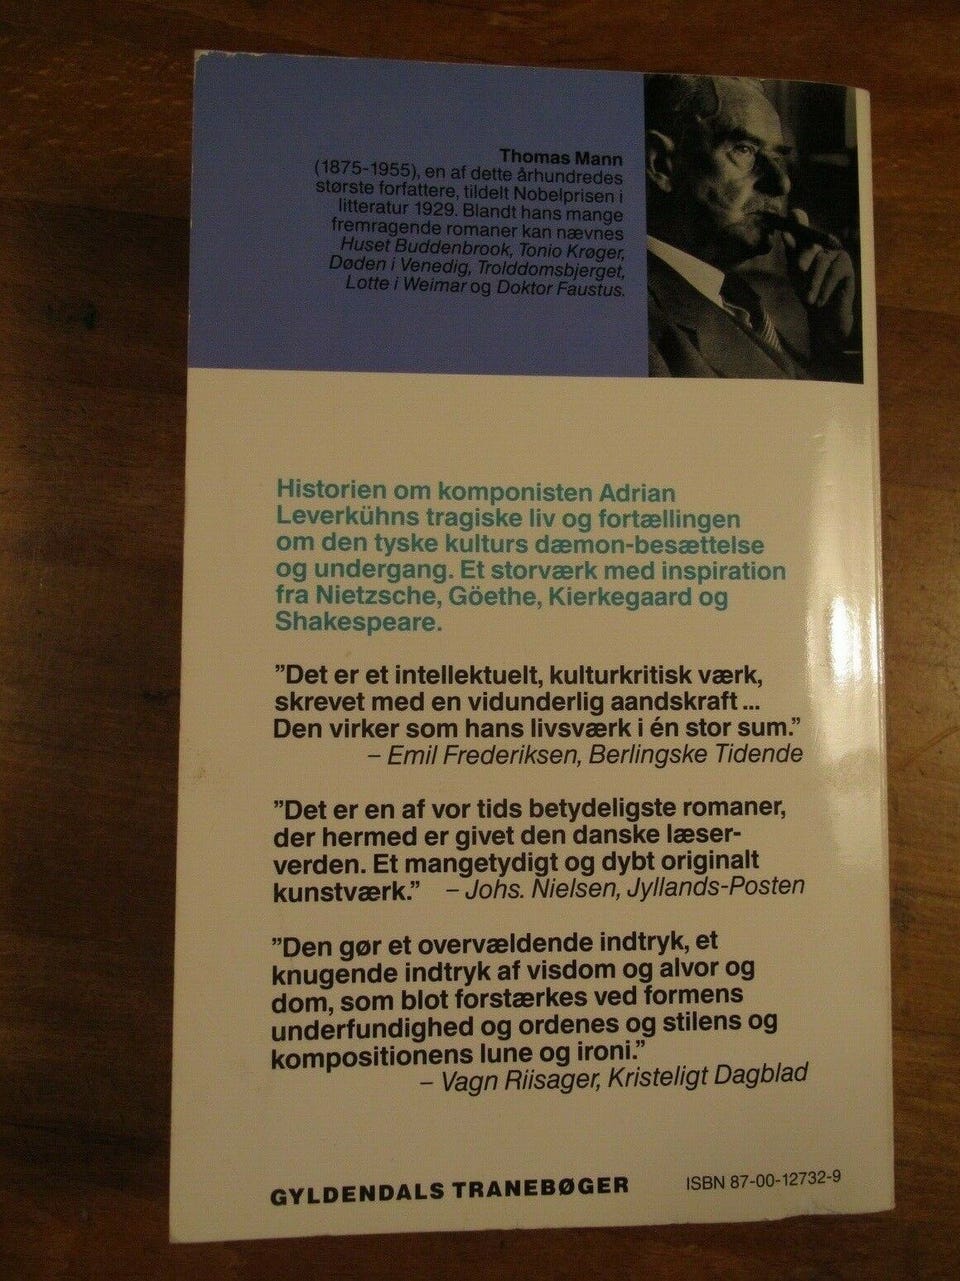 Thomas Mann
(1875-1955), en af dette århundredes
største forfattere, tildelt Nobelprisen i
litteratur 1929. Blandt hans mange
fremragende romaner kan nævnes
Huset Buddenbrook, Tonio Krøger,
Døden i Venedig, Trolddomsbjerget,
Lotte i Weimar og Doktor Faustus.
Historien om komponisten Adrian
Leverkühns tragiske liv og fortællingen
om den tyske kulturs dæmon-besættelse
og undergang. Et storværk med inspiration
fra Nietzsche, Göethe, Kierkegaard og
Shakespeare.
”Det er et intellektuelt, kulturkritisk værk,
skrevet med en vidunderlig aandskraft ...
Den virker som hans livsværk i én stor sum.”
– Emil Frederiksen, Berlingske Tidende
”Det er en af vor tids betydeligste romaner,
der hermed er givet den danske læser-
verden. Et mangetydigt og dybt originalt
kunstværk.” – Johs. Nielsen, Jyllands-Posten
”Den gør et overvældende indtryk, et
knugende indtryk af visdom og alvor og
dom, som blot forstærkes ved formens
underfundighed og ordenes og stilens og
kompositionens lune og ironi.”
– Vagn Riisager, Kristeligt Dagblad
GYLDENDALS TRANEBØGER
ISBN 87-00-12732-9